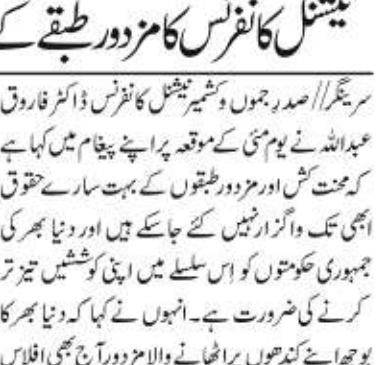 نیشنل کانفرنس کا مزدور طبقے کے
سرینگر//صدر جموں وکشمیر نیشنل کانفرنس ڈاکٹر فاروق
عبداللہ نے یوم مئی کے موقعہ پر اپنے پیغام میں کہا ہے
کہ محنت کش اور مزدور طبقوں کے بہت سارے حقوق
ابھی تک واگزار نہیں کئے جاسکے ہیں اور دنیا بھر کی
جمہوری حکومتوں کو اِس سلسلے میں اپنی کوششیں تیز تر
کرنے کی ضرورت ہے۔ انہوں نے کہا کہ دنیا بھر کا
بوجھ اپنے کندھوں پر اٹھانے والا مزدور آج بھی افلاس